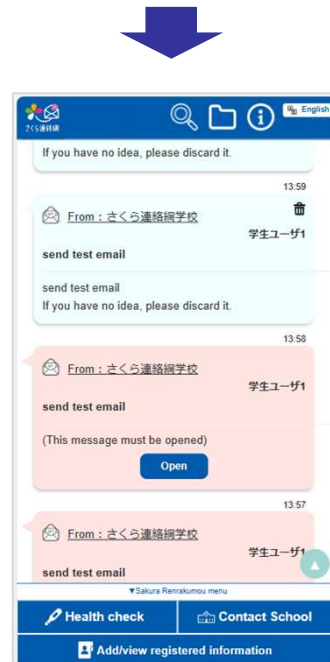 さくら連絡網
English
If you have no idea, please discard it.
13:59
From : さくら連絡網学校
学生ユーザ1
send test email
send test email
If you have no idea, please discard it.
13:58
From : さくら連絡網学校
学生ユーザ1
send test email
(This message must be opened)
Open
13:57
From : さくら連絡網学校
学生ユーザ1
send test email
▼Sakura Renrakumou menu
Health check
Contact School
Add/view registered information